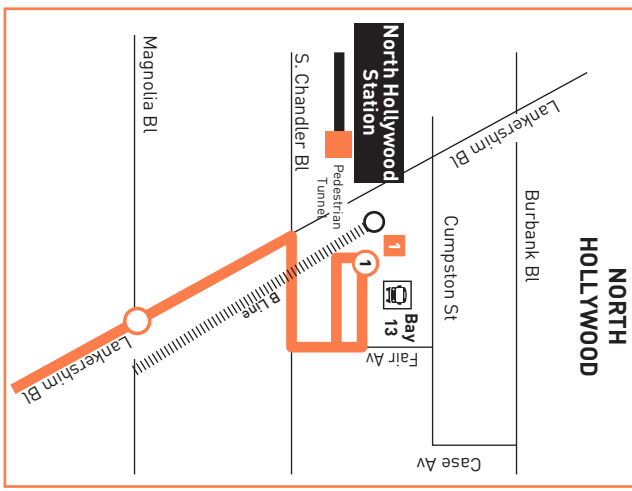 NORTH
HOLLYWOOD
Burbank Bl
Lankershim Bl
Cumpston St
Case Av
North Hollywood
Station
1
1
Bay
13
Fair Av
Pedestrian
Tunnel
S. Chandler Bl
B Line
Magnolia Bl
Lankershim Bl